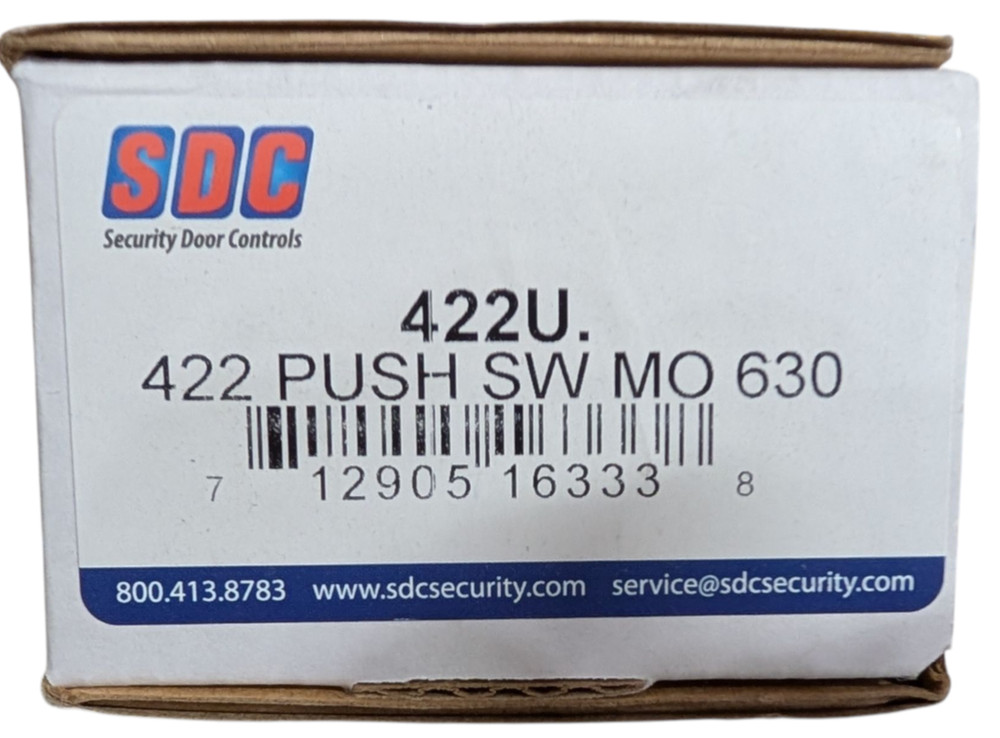 SDC
Security Door Controls
422U.
422 PUSH SW MO 630
7 12905 16333 8
800.413.8783 www.sdcsecurity.com service@sdcsecurity.com